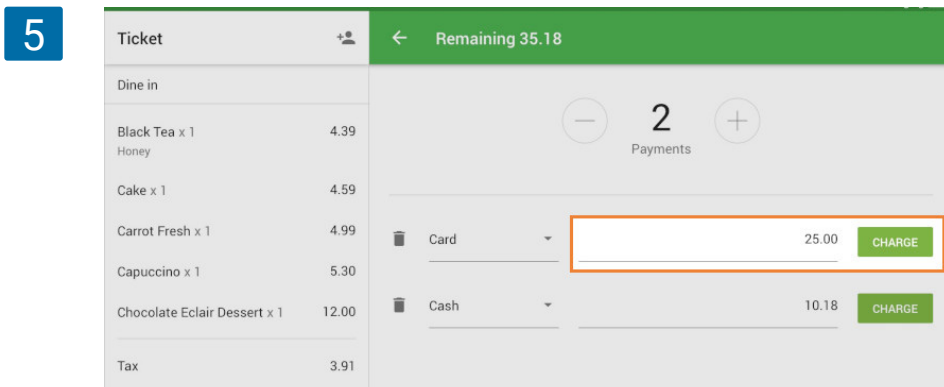 5
Ticket
Remaining 35.18
Dine in
2
Payments
Black Tea x 1 4.39
Honey
Cake x 1 4.59
Carrot Fresh x 1 4.99
Capuccino x 1 5.30
Chocolate Eclair Dessert x 1 12.00
Tax 3.91
Card 25.00 CHARGE
Cash 10.18 CHARGE